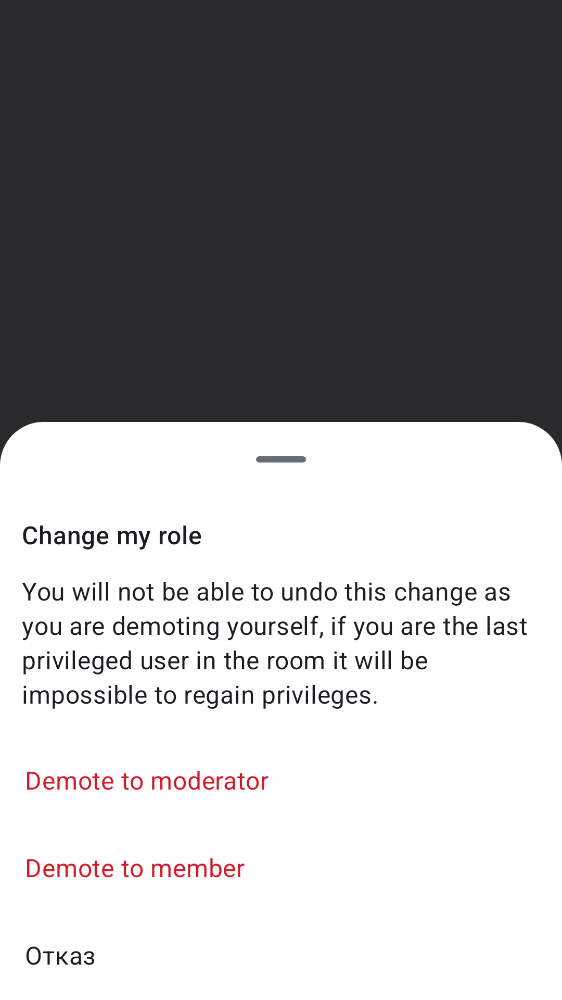 Change my role
You will not be able to undo this change as
you are demoting yourself, if you are the last
privileged user in the room it will be
impossible to regain privileges.
Demote to moderator
Demote to member
Отказ